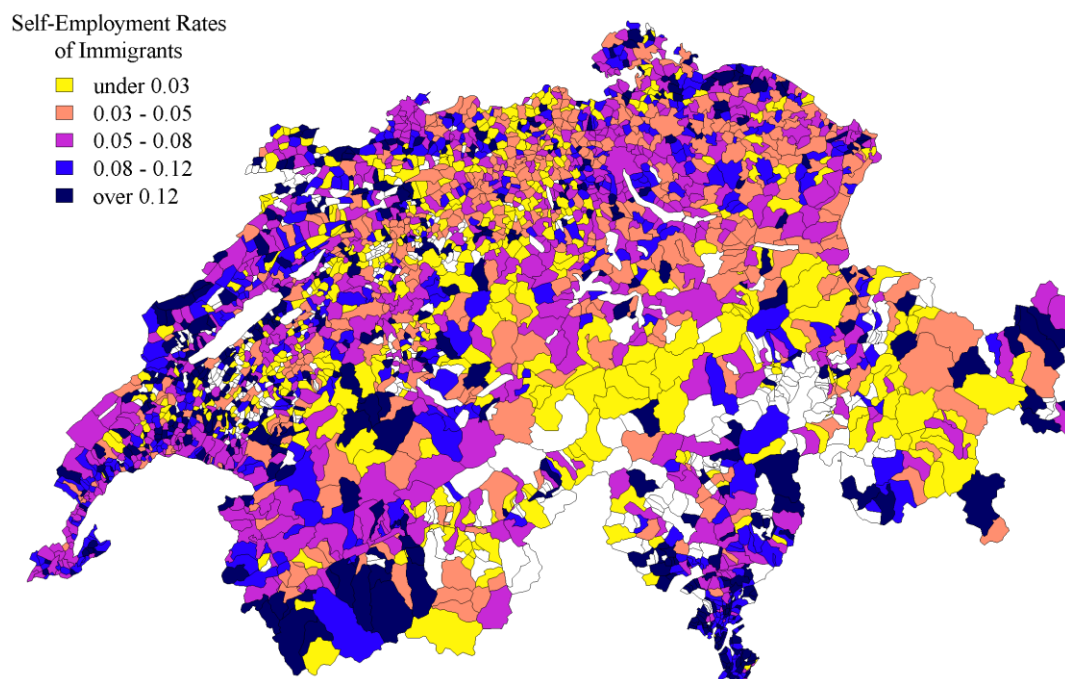 Self-Employment Rates
of Immigrants
under 0.03
0.03 - 0.05
0.05 - 0.08
0.08 - 0.12
over 0.12